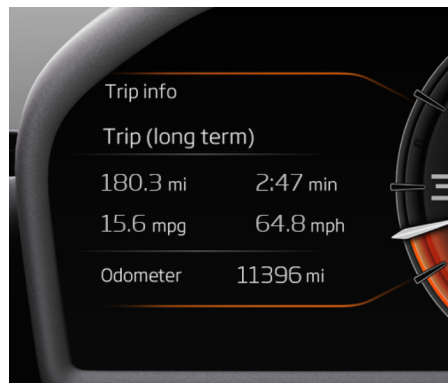 Trip info
Trip (long term)
180.3 mi 2:47 min
15.6 mpg 64.8 mph
Odometer 11396 mi